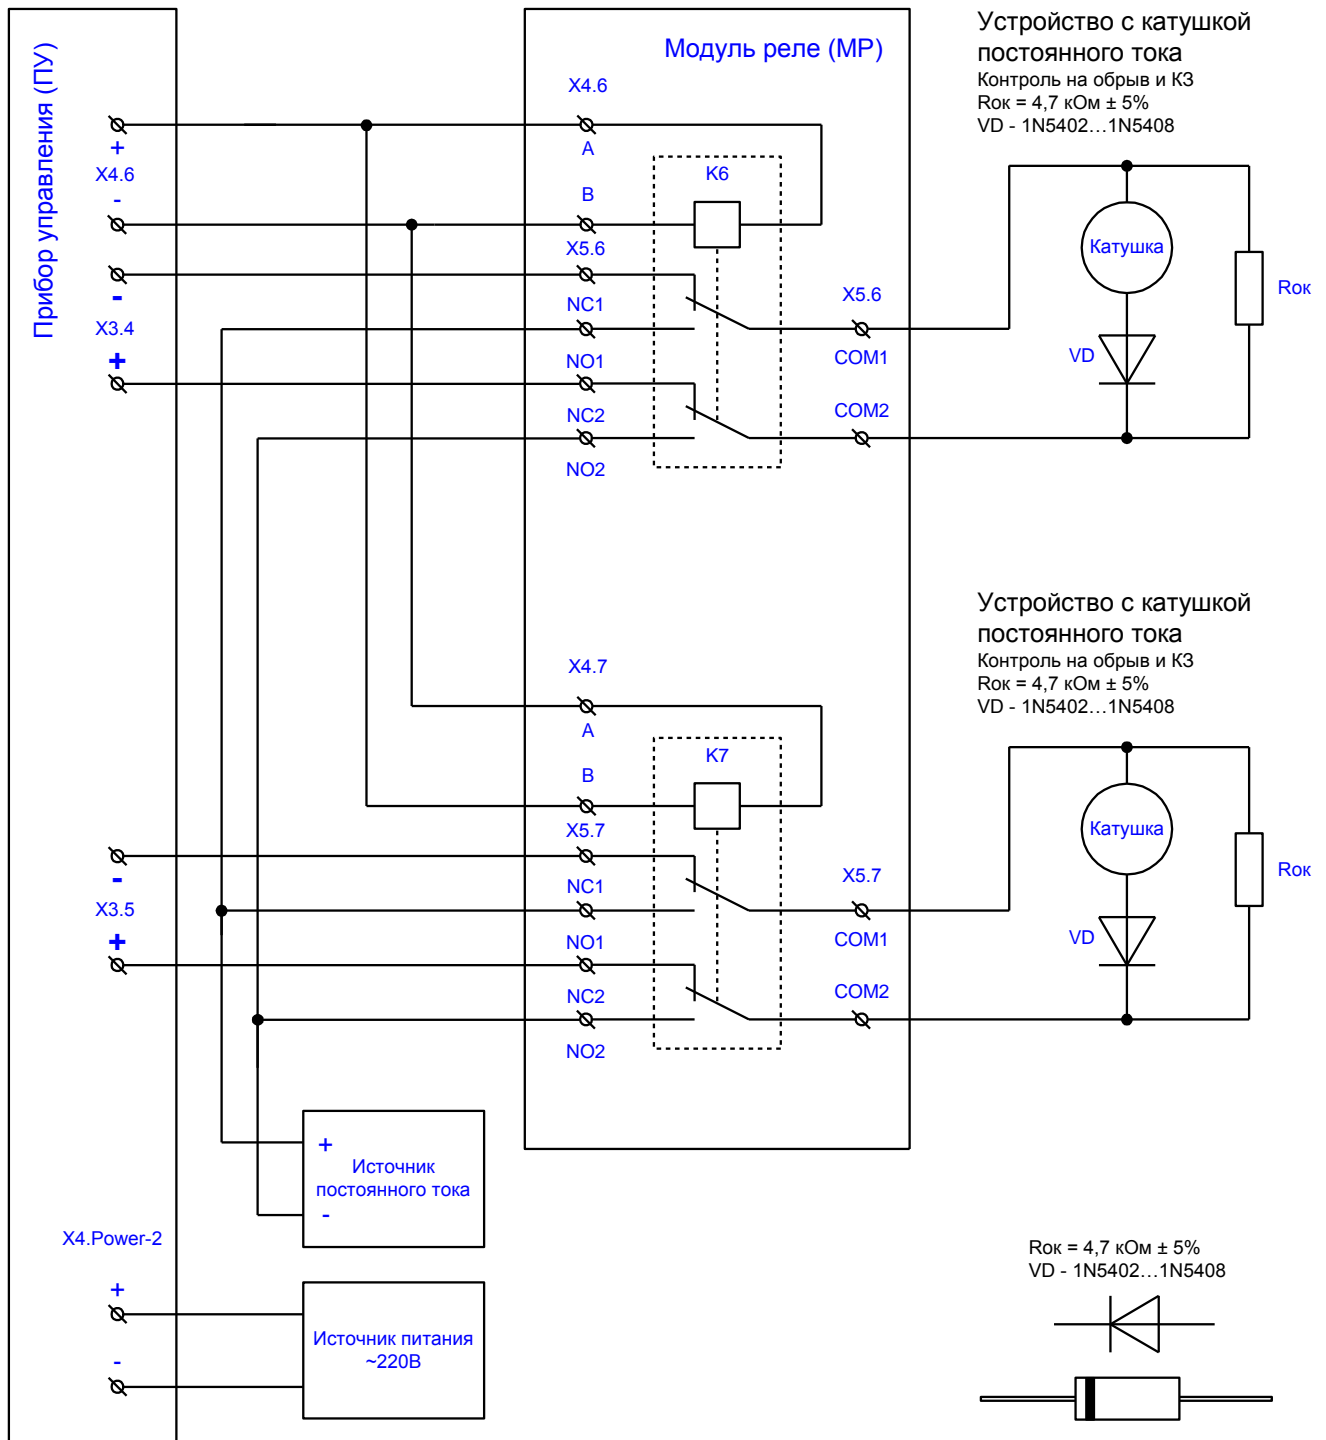 Прибор управления (ПУ)
+
X4.6
-
-
X3.4
+
-
X3.5
+
X4.Power-2
+
-
Модуль реле (МР)
X4.6
A
B
X5.6
NC1
NO1
NC2
NO2
K6
X5.6
COM1
COM2
X4.7
A
B
X5.7
NC1
NO1
NC2
NO2
K7
X5.7
COM1
COM2
+
Источник
постоянного тока
-
Источник питания
~220В
Устройство с катушкой
постоянного тока
Контроль на обрыв и КЗ
Rок = 4,7 кОм ± 5%
VD - 1N5402...1N5408
Катушка
VD
Rок
Устройство с катушкой
постоянного тока
Контроль на обрыв и КЗ
Rок = 4,7 кОм ± 5%
VD - 1N5402...1N5408
Катушка
VD
Rок
Rок = 4,7 кОм ± 5%
VD - 1N5402...1N5408